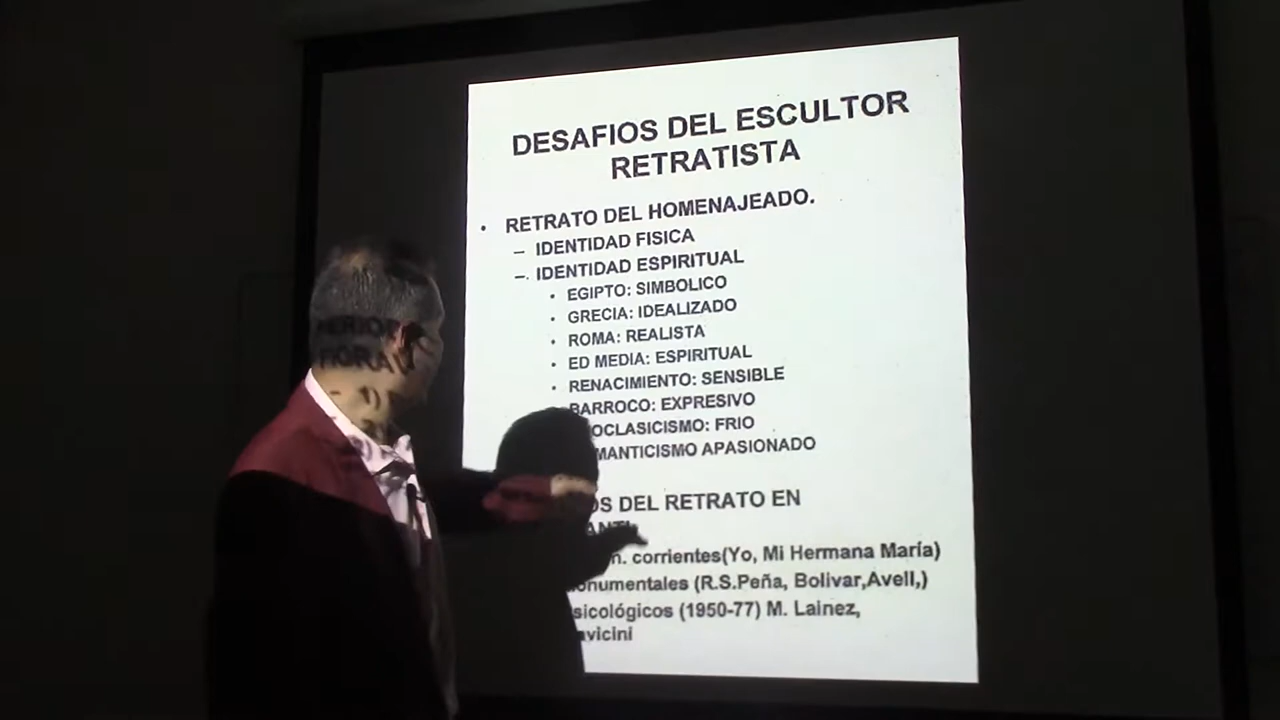 DESAFIOS DEL ESCULTOR
RETRATISTA
• RETRATO DEL HOMENAJEADO.
– IDENTIDAD FISICA
–. IDENTIDAD ESPIRITUAL
• EGIPTO: SIMBOLICO
• GRECIA: IDEALIZADO
• ROMA: REALISTA
• ED MEDIA: ESPIRITUAL
• RENACIMIENTO: SENSIBLE
BARROCO: EXPRESIVO
OCLASICISMO: FRIO
MANTICISMO APASIONADO
OS DEL RETRATO EN
ANTI
n. corrientes(Yo, Mi Hermana María)
onumentales (R.S.Peña, Bolivar,Avell,)
sicológicos (1950-77) M. Lainez,
avicini